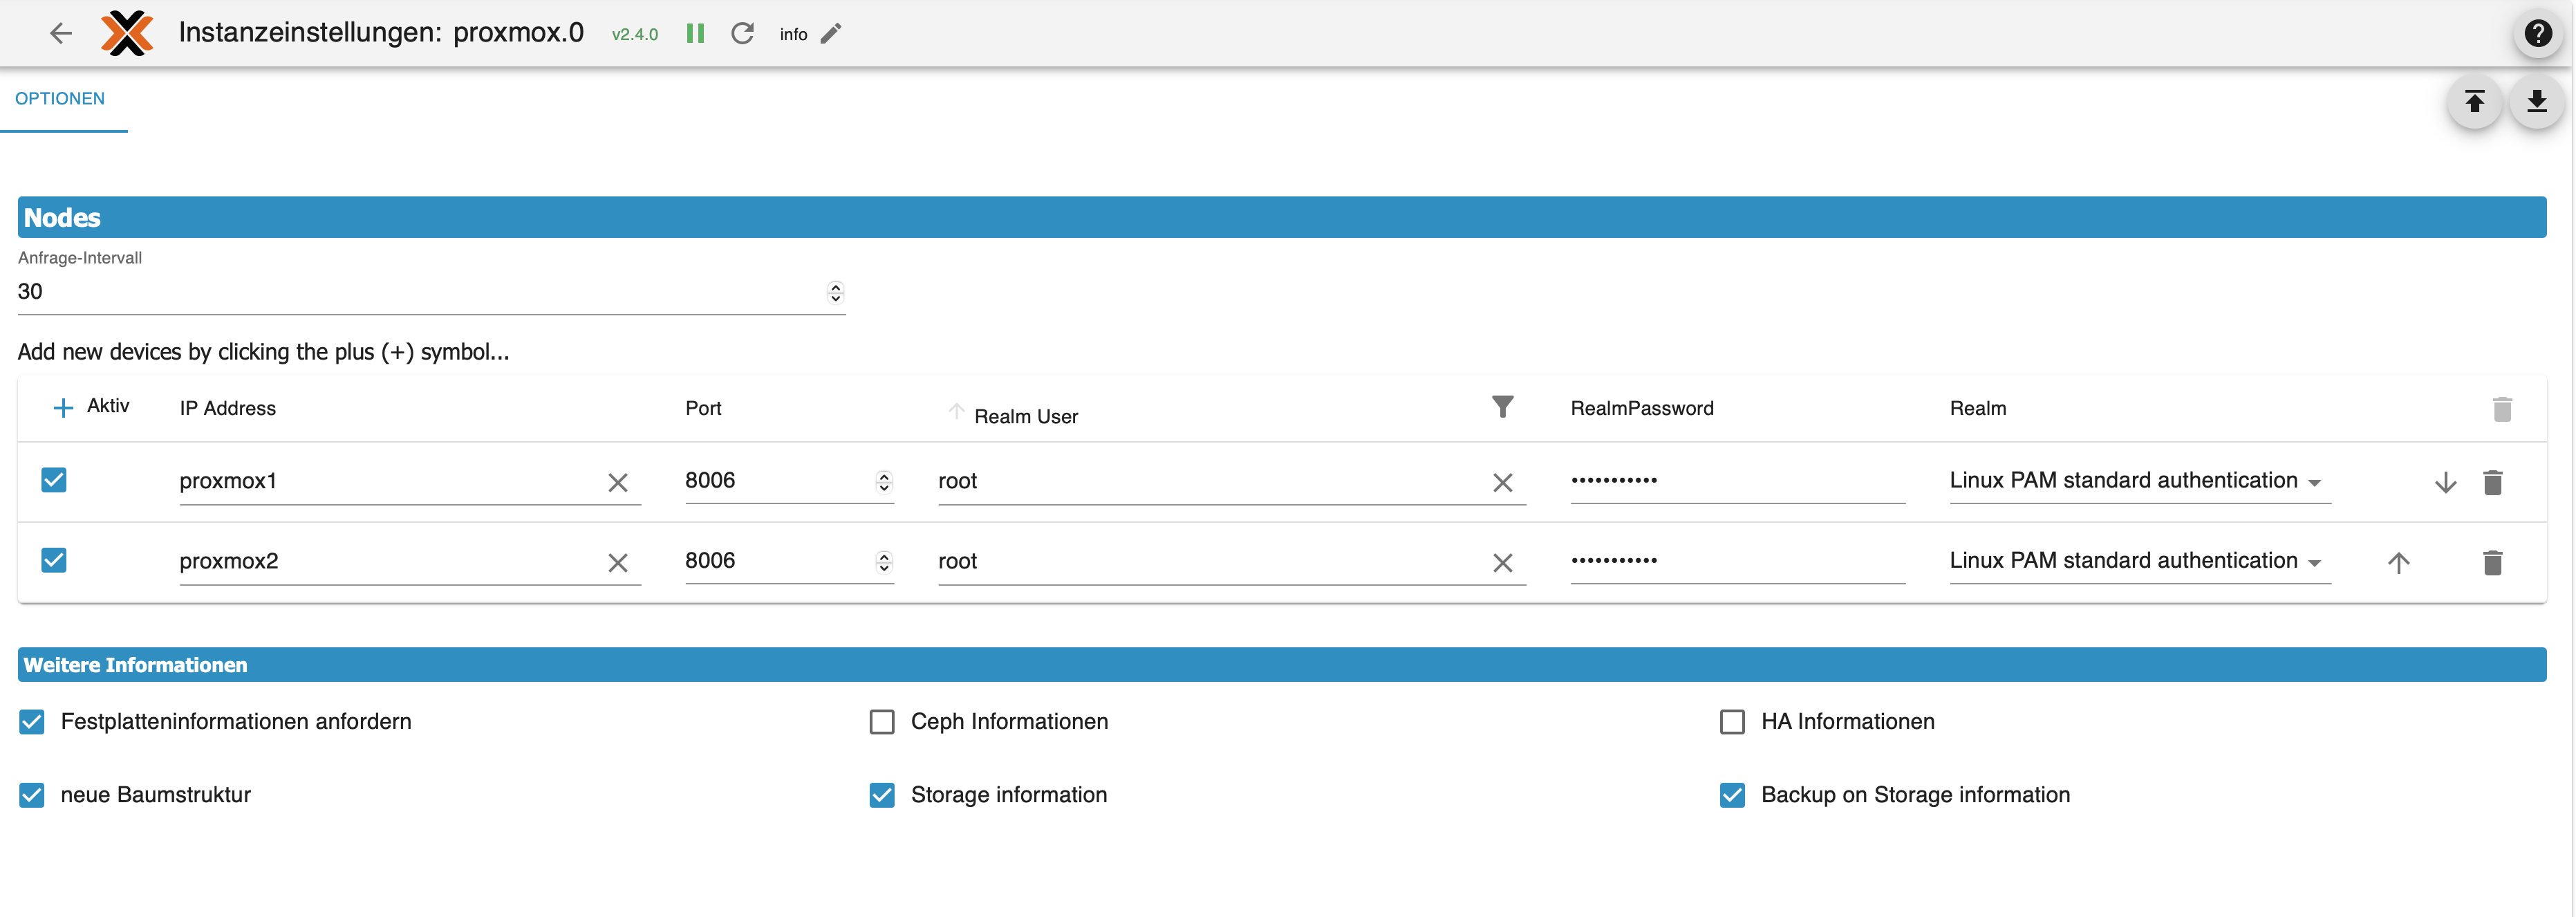 Instanzeinstellungen: proxmox.0 v2.4.0 info
OPTIONEN
Nodes
Anfrage-Intervall
30
Add new devices by clicking the plus (+) symbol...
Aktiv IP Address Port Realm User RealmPassword Realm
proxmox1 8006 root ••••••••••• Linux PAM standard authentication
proxmox2 8006 root ••••••••••• Linux PAM standard authentication
Weitere Informationen
Festplatteninformationen anfordern Ceph Informationen HA Informationen
neue Baumstruktur Storage information Backup on Storage information